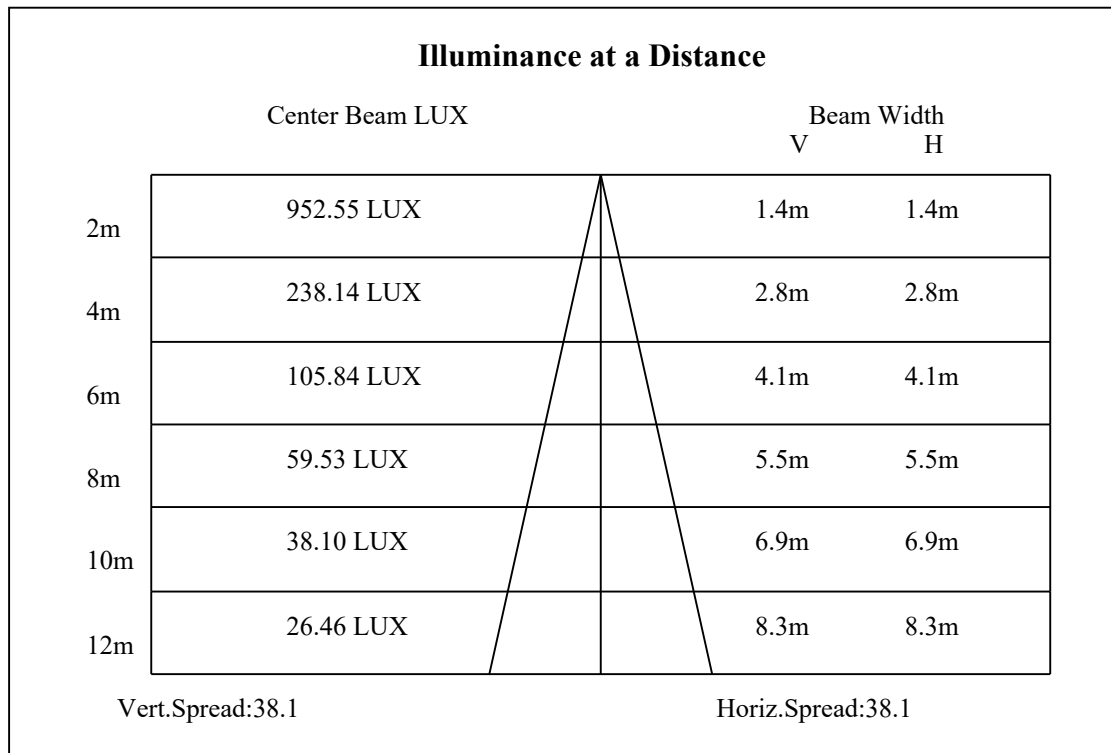 Illuminance at a Distance
Center Beam LUX Beam Width
V H
2m 952.55 LUX 1.4m 1.4m
4m 238.14 LUX 2.8m 2.8m
6m 105.84 LUX 4.1m 4.1m
8m 59.53 LUX 5.5m 5.5m
10m 38.10 LUX 6.9m 6.9m
12m 26.46 LUX 8.3m 8.3m
Vert.Spread:38.1 Horiz.Spread:38.1